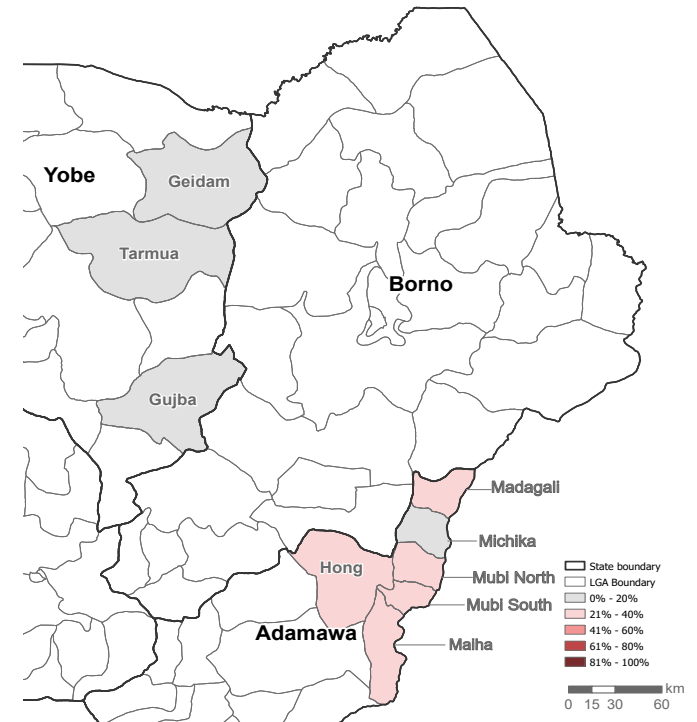 Yobe
Geidam
Tarmua
Borno
Gujba
Madagali
Michika
Hong
Mubi North
Mubi South
Adamawa
Maiha
State boundary
LGA Boundary
0% - 20%
21% - 40%
41% - 60%
61% - 80%
81% - 100%
km
0 15 30 60